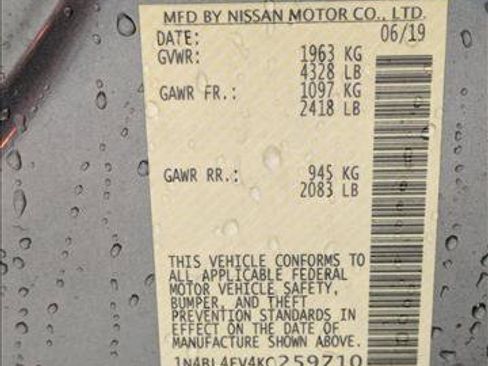 MFD BY NISSAN MOTOR CO., LTD.
DATE: 06/19
GVWR: 1963 KG
4328 LB
GAWR FR.: 1097 KG
2418 LB
GAWR RR.: 945 KG
2083 LB
THIS VEHICLE CONFORMS TO
ALL APPLICABLE FEDERAL
MOTOR VEHICLE SAFETY,
BUMPER, AND THEFT
PREVENTION STANDARDS IN
EFFECT ON THE DATE OF
MANUFACTURE SHOWN ABOVE.
1N4BL4EV4KC259710